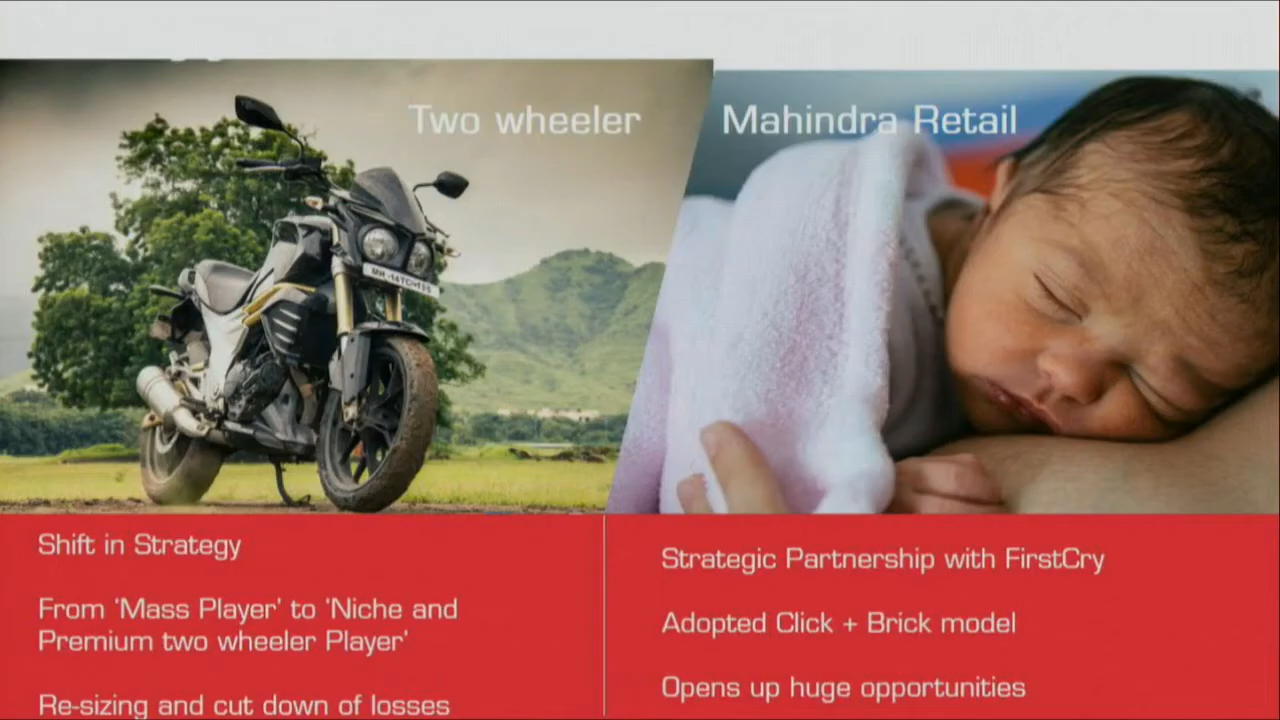 Two wheeler
Mahindra Retail
Shift in Strategy
From 'Mass Player' to 'Niche and
Premium two wheeler Player'
Re-sizing and cut down of losses
Strategic Partnership with FirstCry
Adopted Click + Brick model
Opens up huge opportunities